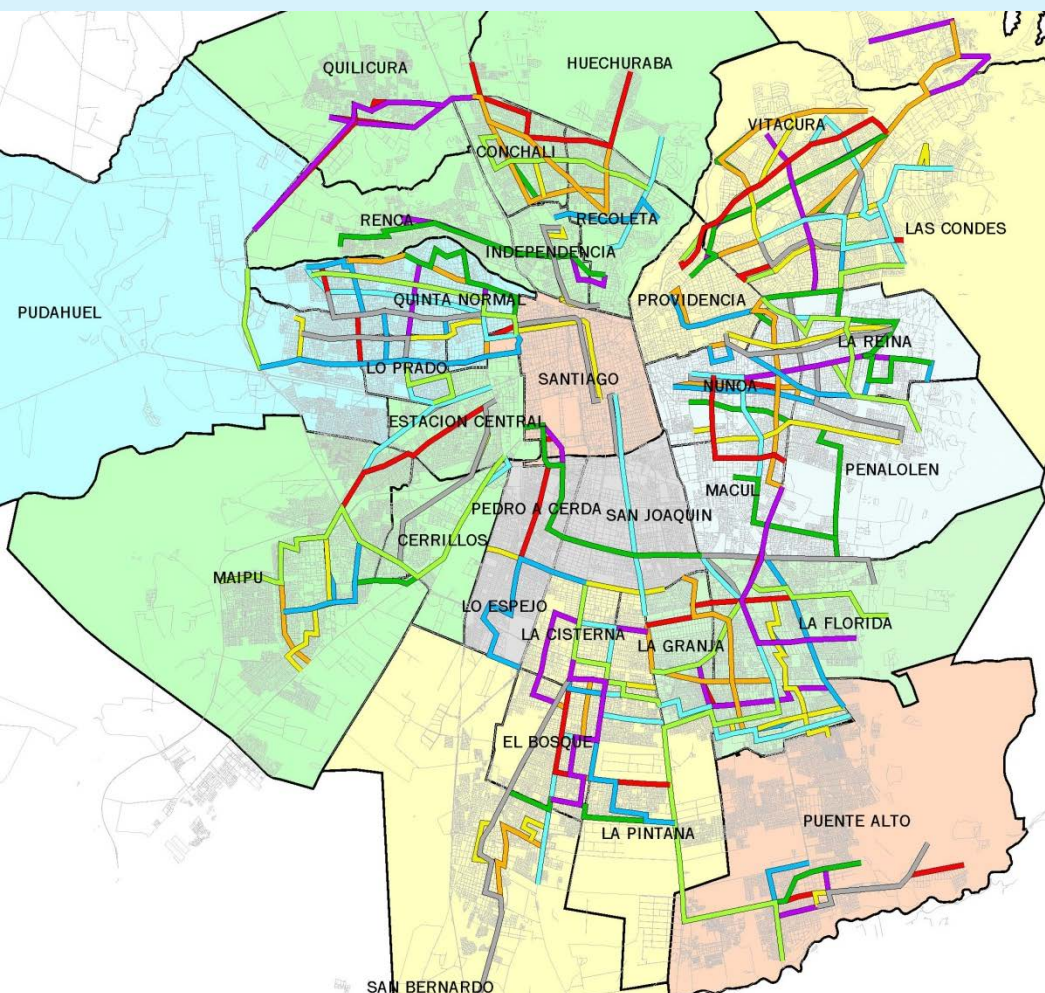 HUECHURABA
QUILICURA
VITACURA
CONCHALI
RENCA
RECOLETA
LAS CONDES
INDEPENDENCIA
QUINTA NORMAL
PROVIDENCIA
PUDAHUEL
LA REINA
LO PRADO
SANTIAGO
NUNOA
ESTACION CENTRAL
PENALOLEN
MACUL
PEDRO A CERDA
SAN JOAQUIN
CERRILLOS
MAIPU
LO ESPEJO
LA FLORIDA
LA CISTERNA
LA GRANJA
EL BOSQUE
PUENTE ALTO
LA PINTANA
SAN BERNARDO